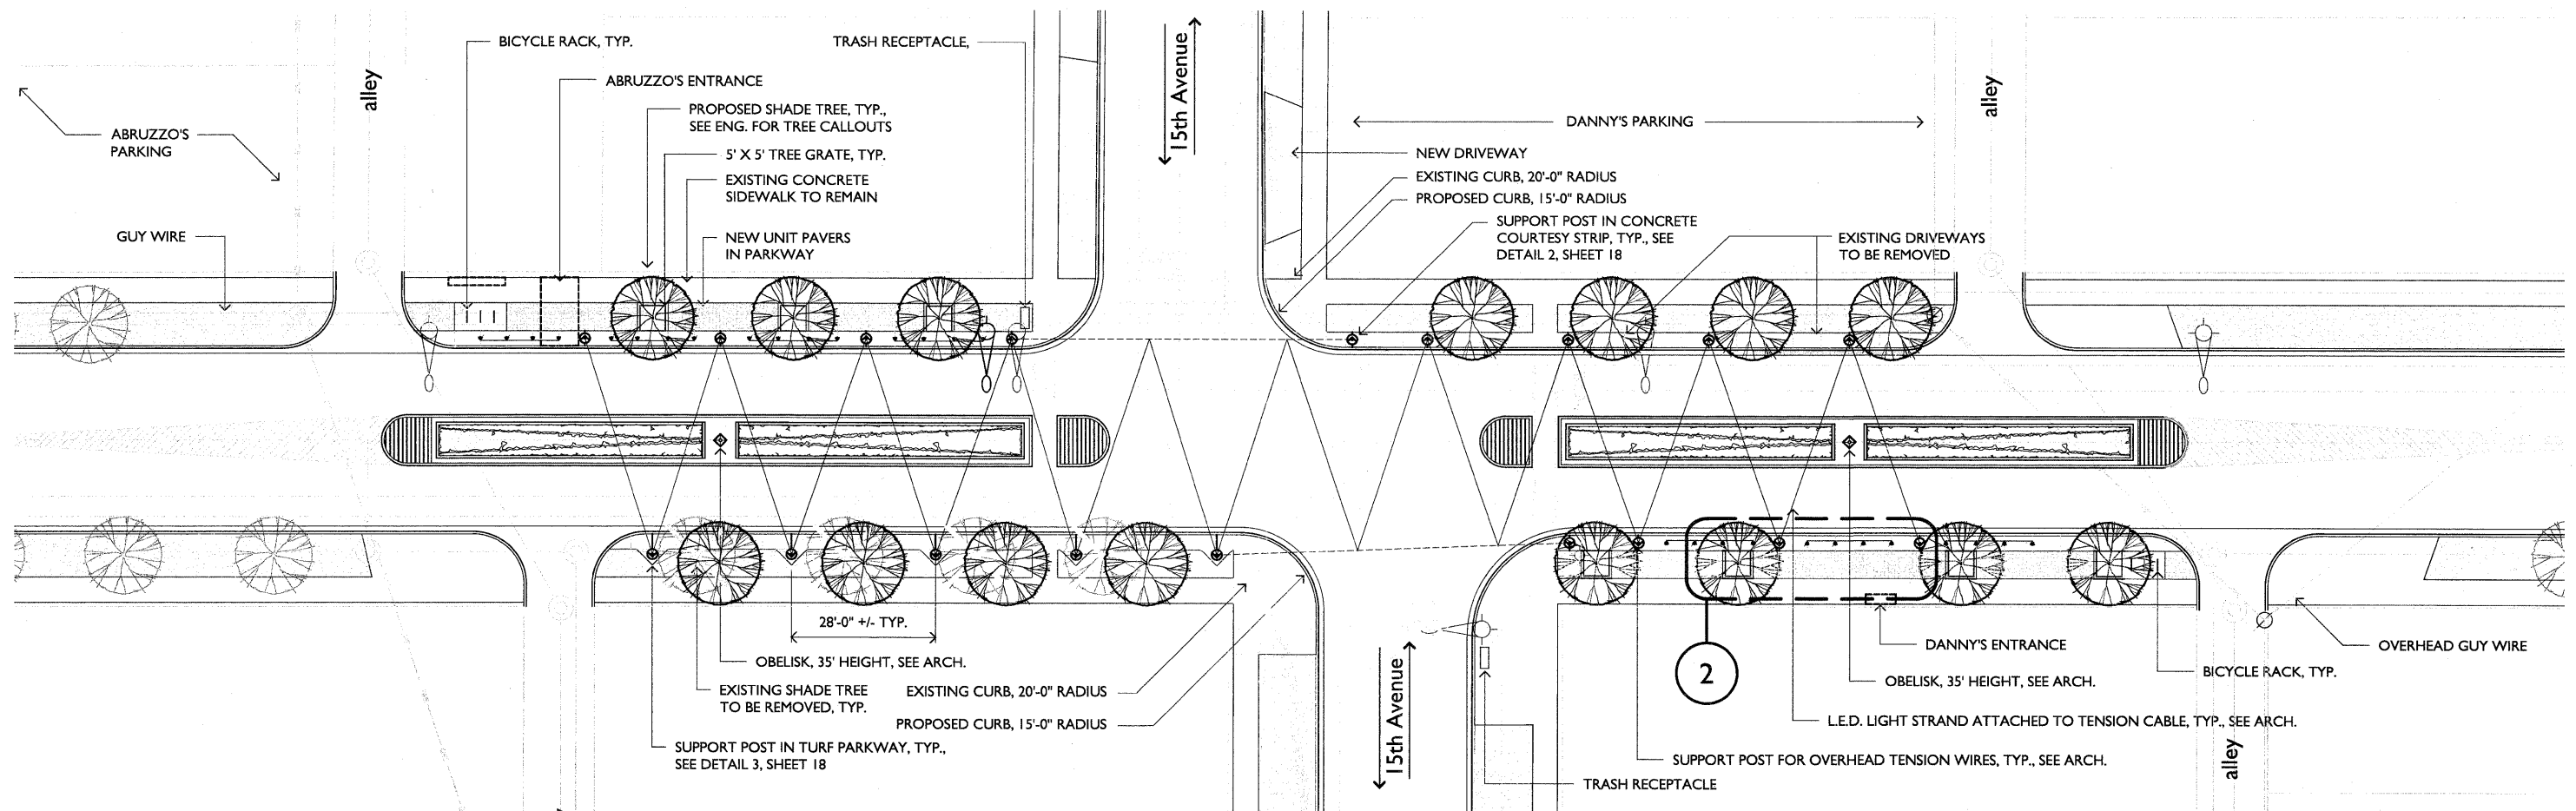 BICYCLE RACK, TYP.
TRASH RECEPTACLE,
15th Avenue
alley
alley
ABRUZZO'S ENTRANCE
PROPOSED SHADE TREE, TYP.,
SEE ENG. FOR TREE CALLOUTS
ABRUZZO'S
PARKING
DANNY'S PARKING
5' X 5' TREE GRATE, TYP.
NEW DRIVEWAY
EXISTING CONCRETE
SIDEWALK TO REMAIN
EXISTING CURB, 20'-0" RADIUS
PROPOSED CURB, 15'-0" RADIUS
GUY WIRE
NEW UNIT PAVERS
IN PARKWAY
SUPPORT POST IN CONCRETE
COURTESY STRIP, TYP., SEE
DETAIL 2, SHEET 18
EXISTING DRIVEWAYS
TO BE REMOVED
28'-0" +/- TYP.
OBELISK, 35' HEIGHT, SEE ARCH.
EXISTING SHADE TREE
TO BE REMOVED, TYP.
EXISTING CURB, 20'-0" RADIUS
PROPOSED CURB, 15'-0" RADIUS
SUPPORT POST IN TURF PARKWAY, TYP.,
SEE DETAIL 3, SHEET 18
15th Avenue
2
DANNY'S ENTRANCE
OVERHEAD GUY WIRE
BICYCLE RACK, TYP.
OBELISK, 35' HEIGHT, SEE ARCH.
L.E.D. LIGHT STRAND ATTACHED TO TENSION CABLE, TYP., SEE ARCH.
SUPPORT POST FOR OVERHEAD TENSION WIRES, TYP., SEE ARCH.
TRASH RECEPTACLE
alley